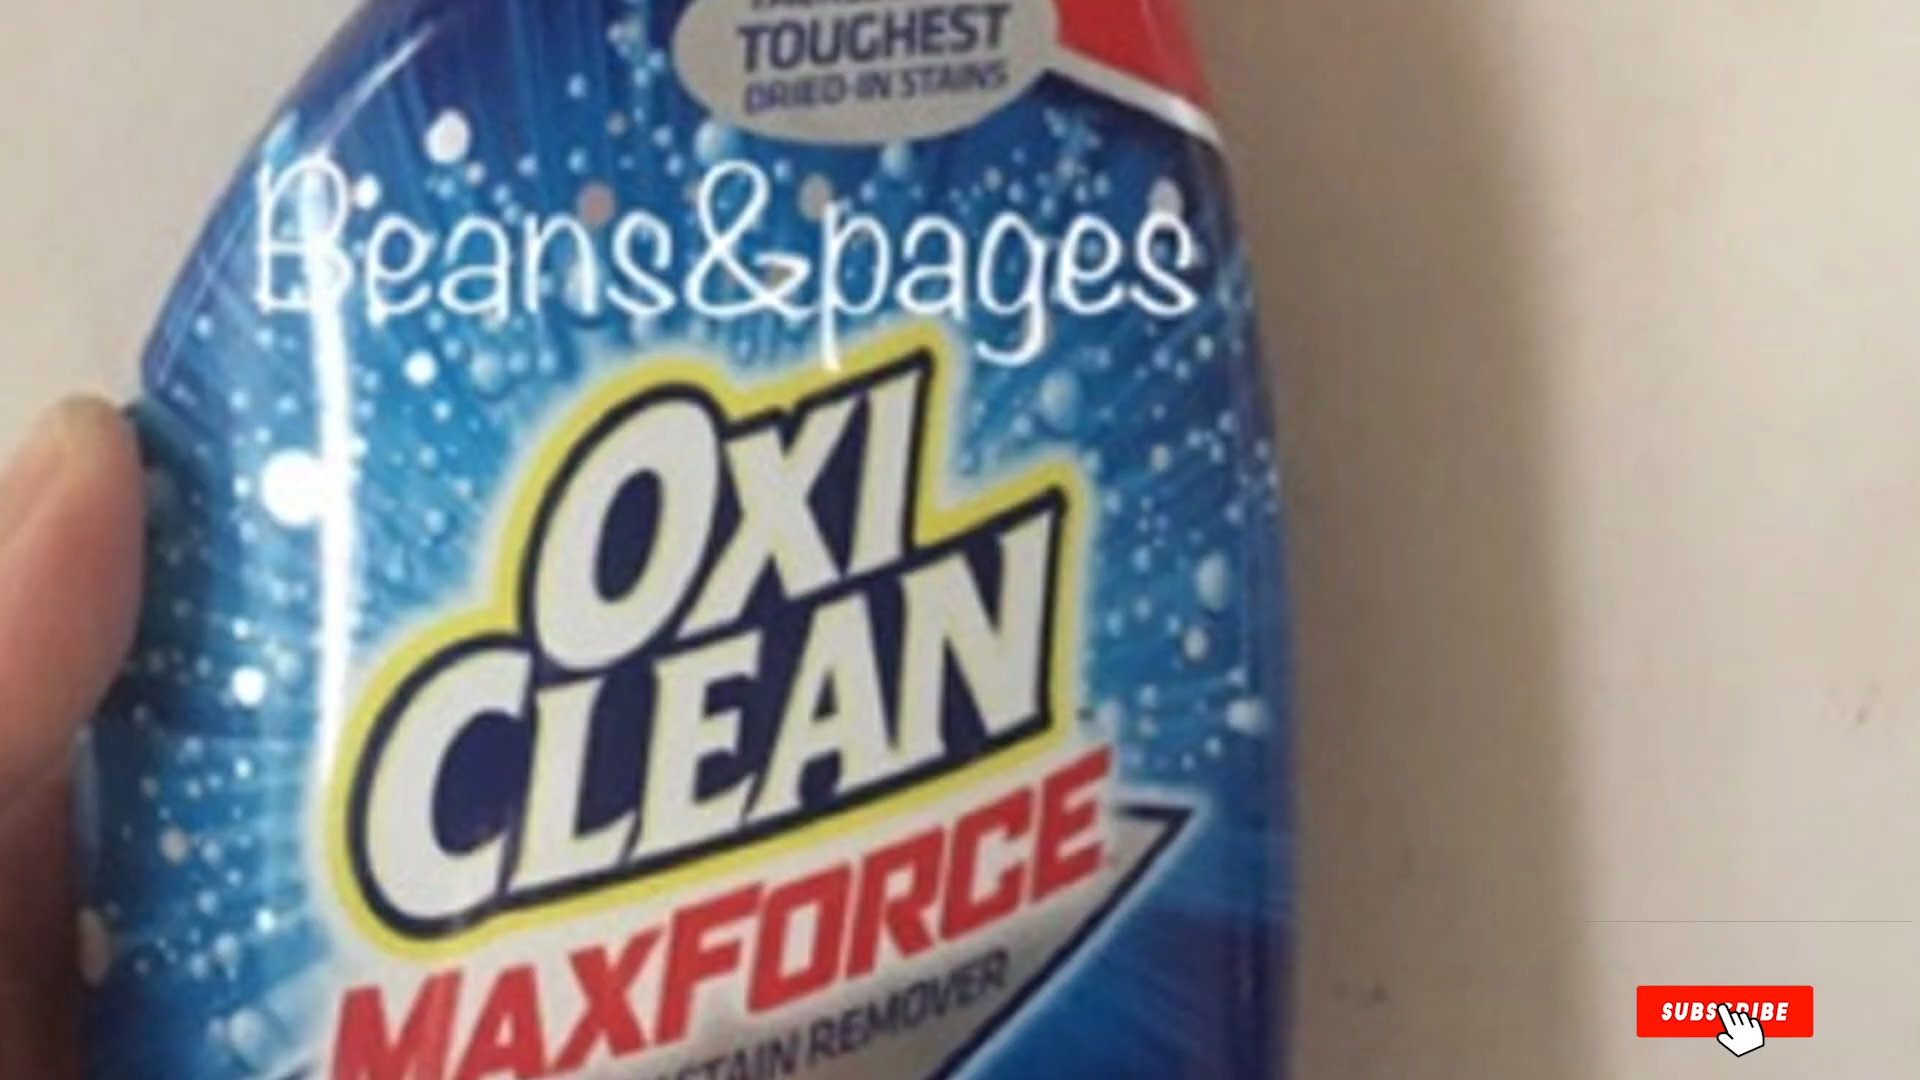 TOUGHEST
DRIED-IN STAINS
Beans&pages
OXI
CLEAN
MAXFORCE
STAIN REMOVER
SUBSCRIBE